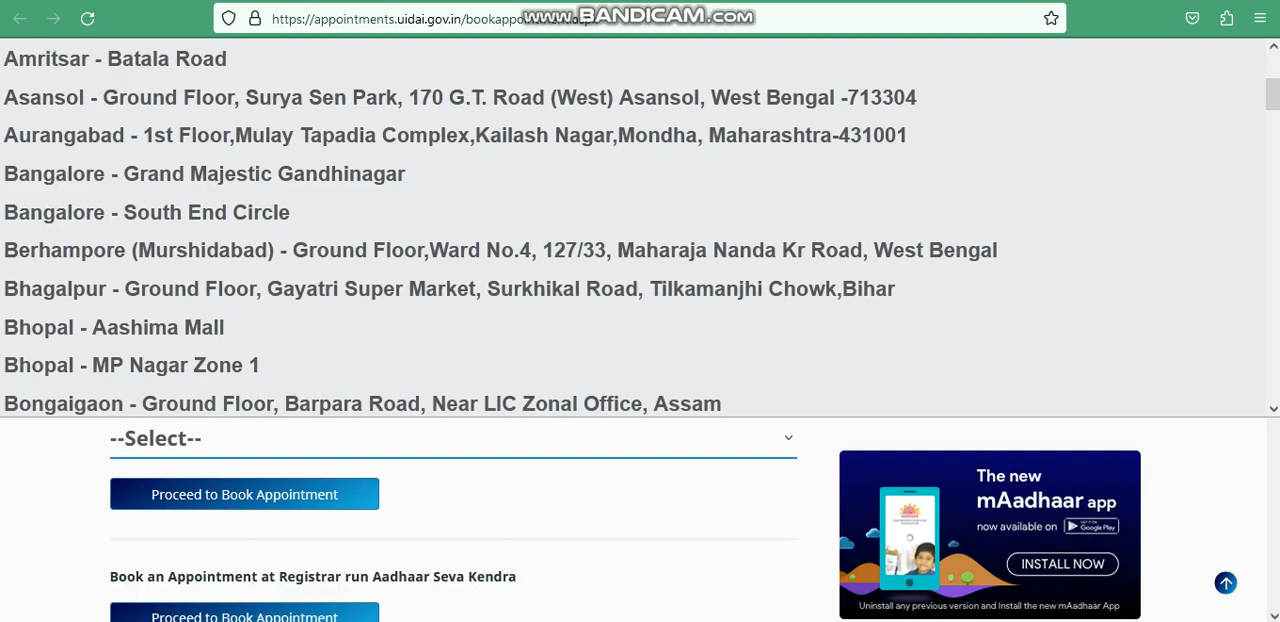 https://appointments.uidai.gov.in/bookappo
www.BANDICAM.com
Amritsar - Batala Road
Asansol - Ground Floor, Surya Sen Park, 170 G.T. Road (West) Asansol, West Bengal -713304
Aurangabad - 1st Floor,Mulay Tapadia Complex,Kailash Nagar,Mondha, Maharashtra-431001
Bangalore - Grand Majestic Gandhinagar
Bangalore - South End Circle
Berhampore (Murshidabad) - Ground Floor,Ward No.4, 127/33, Maharaja Nanda Kr Road, West Bengal
Bhagalpur - Ground Floor, Gayatri Super Market, Surkhikal Road, Tilkamanjhi Chowk,Bihar
Bhopal - Aashima Mall
Bhopal - MP Nagar Zone 1
Bongaigaon - Ground Floor, Barpara Road, Near LIC Zonal Office, Assam
--Select--
Proceed to Book Appointment
Book an Appointment at Registrar run Aadhaar Seva Kendra
Proceed to Book Appointment
The new
mAadhaar app
now available on
GET IT ON
Google Play
INSTALL NOW
Uninstall any previous version and Install the new mAadhaar App